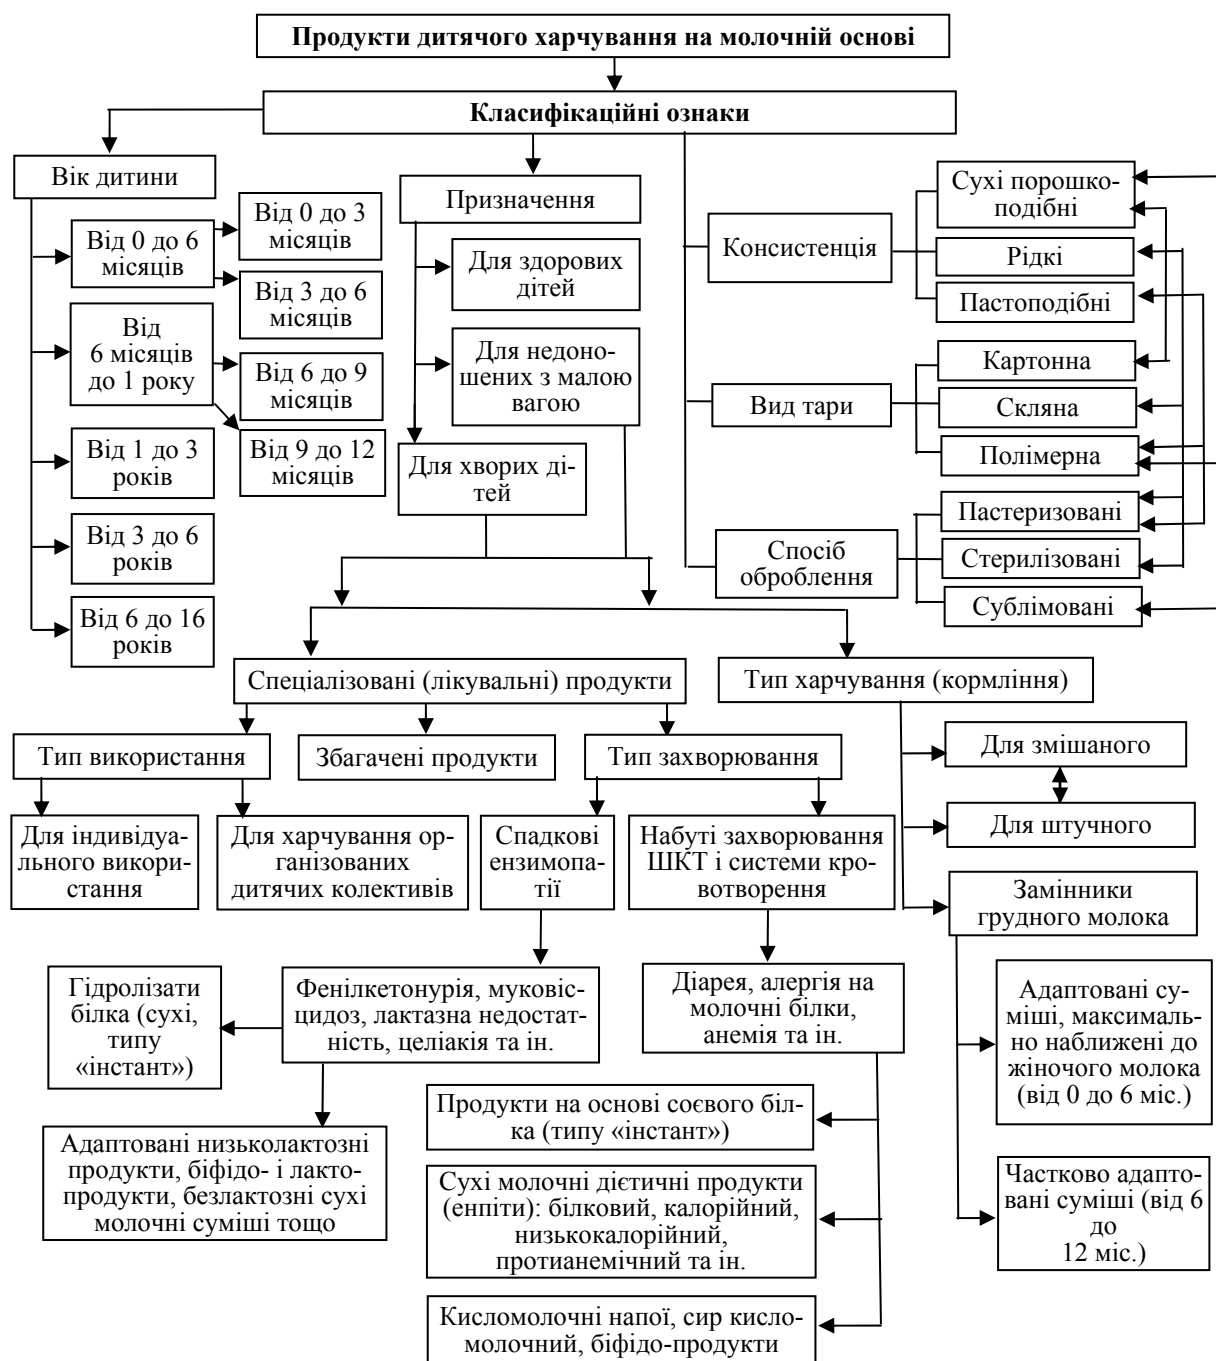 Продукти дитячого харчування на молочній основі
Класифікаційні ознаки
Вік дитини
Від 0 до 6
місяців
Від 0 до 3
місяців
Від 3 до 6
місяців
Від
6 місяців
до 1 року
Від 6 до 9
місяців
Від 9 до 12
місяців
Від 1 до 3
років
Від 3 до 6
років
Від 6 до 16
років
Призначення
Для здорових
дітей
Для недоно-
шених з малою
вагою
Для хворих ді-
тей
Консистенція
Сухі порошко-
подібні
Рідкі
Пастоподібні
Вид тари
Картонна
Скляна
Полімерна
Спосіб
оброблення
Пастеризовані
Стерилізовані
Сублімовані
Спеціалізовані (лікувальні) продукти
Тип харчування (кормління)
Тип використання
Збагачені продукти
Тип захворювання
Для змішаного
Для штучного
Для індивіду-
ального викори-
стання
Для харчування ор-
ганізованих
дитячих колективів
Спадкові
ензимопа-
тії
Набуті захворювання
ШКТ і системи кро-
вотворення
Замінники
грудного молока
Гідролізати
білка (сухі,
типу
«інстант»)
Фенілкетонурія, муковіс-
цидоз, лактазна недостат-
ність, целіакія та ін.
Діарея, алергія на
молочні білки,
анемія та ін.
Адаптовані су-
міші, максималь-
но наближені до
жіночого молока
(від 0 до 6 міс.)
Продукти на основі соєвого біл-
ка (типу «інстант»)
Адаптовані низьколактозні
продукти, біфідо- і лакто-
продукти, безлактозні сухі
молочні суміші тощо
Сухі молочні дієтичні продукти
(енпіти): білковий, калорійний,
низькокалорійний,
протианемічний та ін.
Частково адапто-
вані суміші (від 6
до
12 міс.)
Кисломолочні напої, сир кисло-
молочний, біфідо-продукти